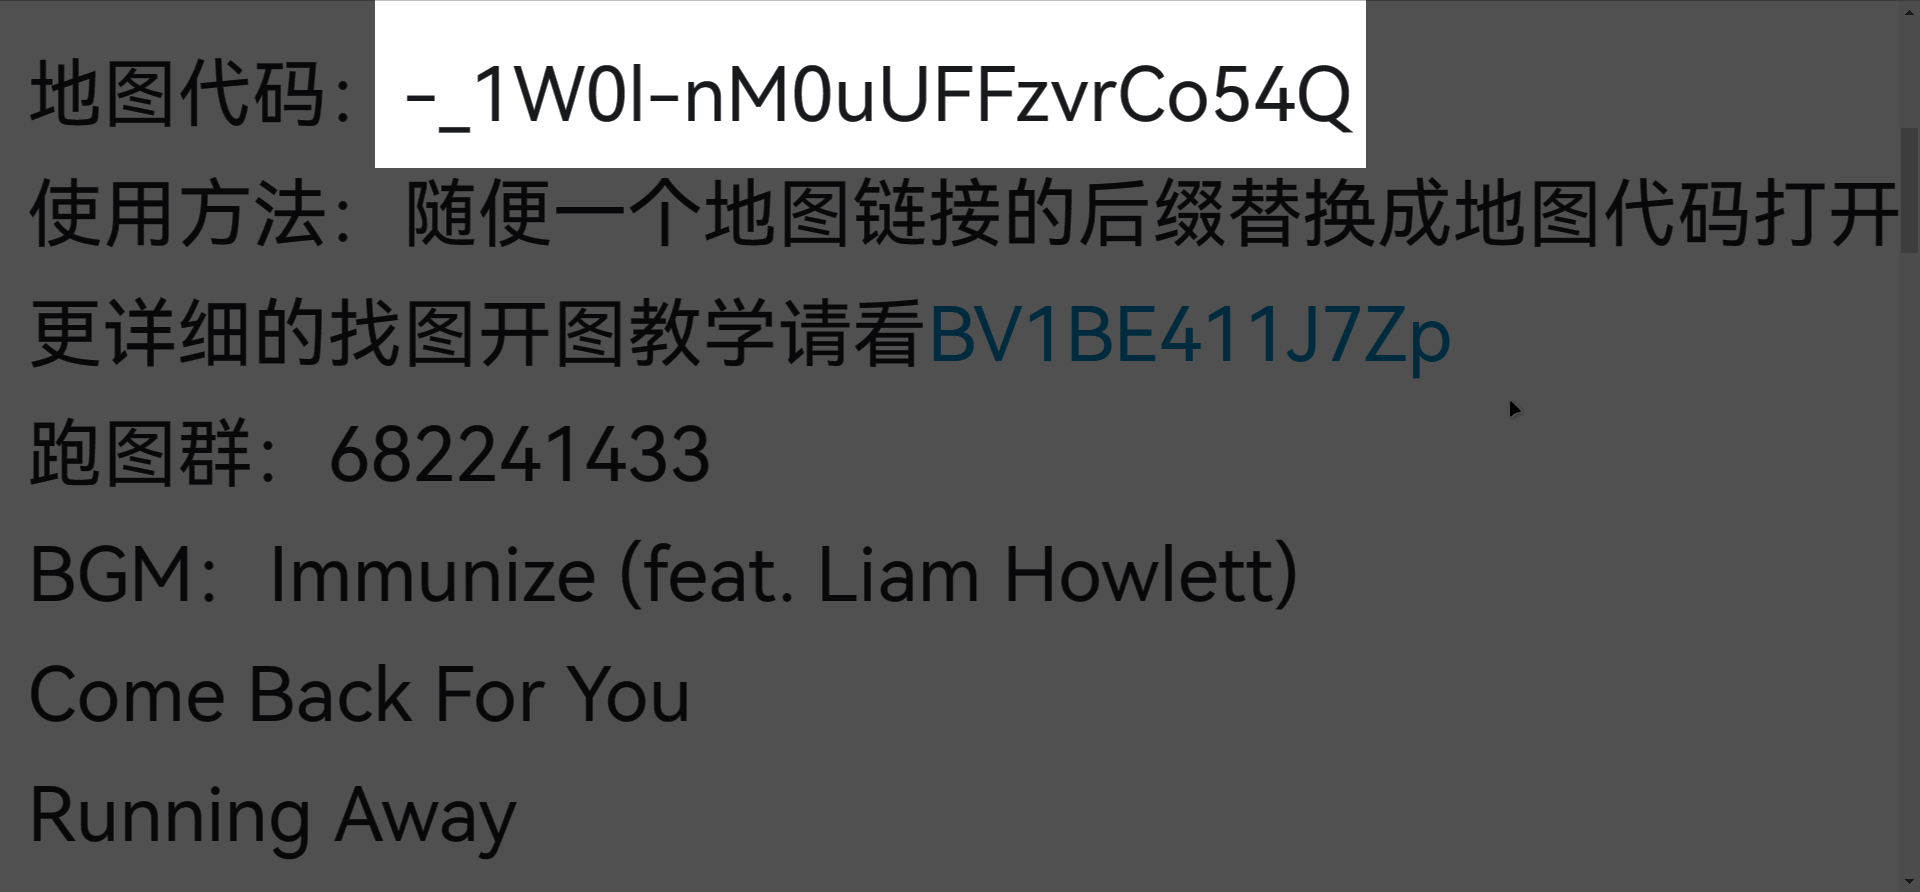 地图代码： -_1W0l-nM0uUFFzvrCo54Q
使用方法： 随便一个地图链接的后缀替换成地图代码打开
更详细的找图开图教学请看BV1BE411J7Zp
跑图群：682241433
BGM：Immunize (feat. Liam Howlett)
Come Back For You
Running Away